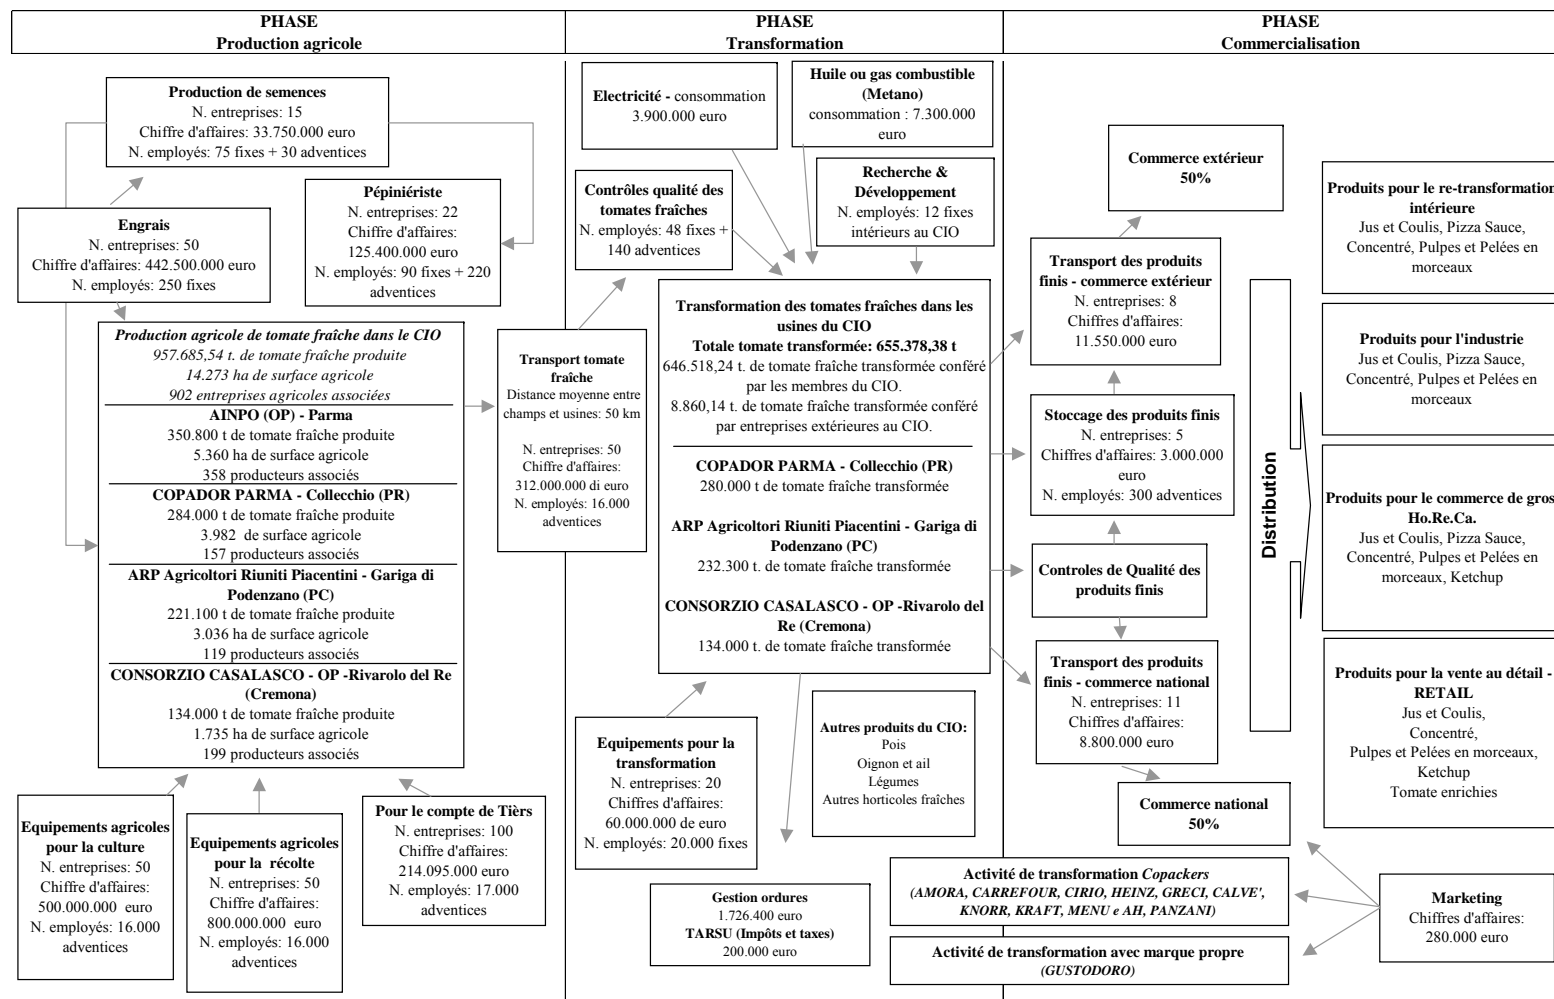 PHASE
Production agricole
PHASE
Transformation
PHASE
Commercialisation
Production de semences
N. entreprises: 15
Chiffre d'affaires: 33.750.000 euro
N. employés: 75 fixes + 30 adventices
Pépiniériste
N. entreprises: 22
Chiffre d'affaires:
125.400.000 euro
N. employés: 90 fixes + 220
adventices
Engrais
N. entreprises: 50
Chiffre d'affaires: 442.500.000 euro
N. employés: 250 fixes
Production agricole de tomate fraîche dans le CIO
957.685,54 t. de tomate fraîche produite
14.273 ha de surface agricole
902 entreprises agricoles associées
AINPO (OP) - Parma
350.800 t de tomate fraîche produite
5.360 ha de surface agricole
358 producteurs associés
COPADOR PARMA - Collecchio (PR)
284.000 t de tomate fraîche produite
3.982  de surface agricole
157 producteurs associés
ARP Agricoltori Riuniti Piacentini - Gariga di
Podenzano (PC)
221.100 t de tomate fraîche produite
3.036 ha de surface agricole
119 producteurs associés
CONSORZIO CASALASCO - OP -Rivarolo del Re
(Cremona)
134.000 t de tomate fraîche produite
1.735 ha de surface agricole
199 producteurs associés
Equipements agricoles
pour la culture
N. entreprises: 50
Chiffre d'affaires:
500.000.000  euro
N. employés: 16.000
adventices
Equipements agricoles
pour la  récolte
N. entreprises: 50
Chiffre d'affaires:
800.000.000  euro
N. employés: 16.000
adventices
Pour le compte de Tièrs
N. entreprises: 100
Chiffre d'affaires:
214.095.000 euro
N. employés: 17.000
adventices
Transport tomate
fraîche
Distance moyenne entre
champs et usines: 50 km
N. entreprises: 50
Chiffre d'affaires:
312.000.000 di euro
N. employés: 16.000
adventices
Electricité - consommation
3.900.000 euro
Huile ou gas combustible
(Metano)
consommation : 7.300.000
euro
Contrôles qualité des
tomates fraîches
N. employés: 48 fixes +
140 adventices
Recherche &
Développement
N. employés: 12 fixes
intérieurs au CIO
Transformation des tomates fraîches dans les
usines du CIO
Totale tomate transformée: 655.378,38 t
646.518,24 t. de tomate fraîche transformée conféré
par les membres du CIO.
8.860,14 t. de tomate fraîche transformée conféré
par entreprises extérieures au CIO.
COPADOR PARMA - Collecchio (PR)
280.000 t de tomate fraîche transformée
ARP Agricoltori Riuniti Piacentini - Gariga di
Podenzano (PC)
232.300 t. de tomate fraîche transformée
CONSORZIO CASALASCO - OP -Rivarolo del
Re (Cremona)
134.000 t. de tomate fraîche transformée
Equipements pour la
transformation
N. entreprises: 20
Chiffres d'affaires:
60.000.000 de euro
N. employés: 20.000 fixes
Autres produits du CIO:
Pois
Oignon et ail
Légumes
Autres horticoles fraîches
Gestion ordures
1.726.400 euro
TARSU (Impôts et taxes)
200.000 euro
Commerce extérieur
50%
Transport des produits
finis - commerce extérieur
N. entreprises: 8
Chiffres d'affaires:
11.550.000 euro
Stoccage des produits finis
N. entreprises: 5
Chiffres d'affaires: 3.000.000
euro
N. employés: 300 adventices
Controles de Qualité des
produits finis
Transport des produits
finis - commerce national
N. entreprises: 11
Chiffres d'affaires:
8.800.000 euro
Commerce national
50%
Activité de transformation Copackers
(AMORA, CARREFOUR, CIRIO, HEINZ, GRECI, CALVE',
KNORR, KRAFT, MENU e AH, PANZANI)
Activité de transformation avec marque propre
(GUSTODORO)
Distribution
Produits pour le re-transformation
intérieure
Jus et Coulis, Pizza Sauce,
Concentré, Pulpes et Pelées en
morceaux
Produits pour l'industrie
Jus et Coulis, Pizza Sauce,
Concentré, Pulpes et Pelées en
morceaux
Produits pour le commerce de gros
Ho.Re.Ca.
Jus et Coulis, Pizza Sauce,
Concentré, Pulpes et Pelées en
morceaux, Ketchup
Produits pour la vente au détail -
RETAIL
Jus et Coulis,
Concentré,
Pulpes et Pelées en morceaux,
Ketchup
Tomate enrichies
Marketing
Chiffres d'affaires:
280.000 euro